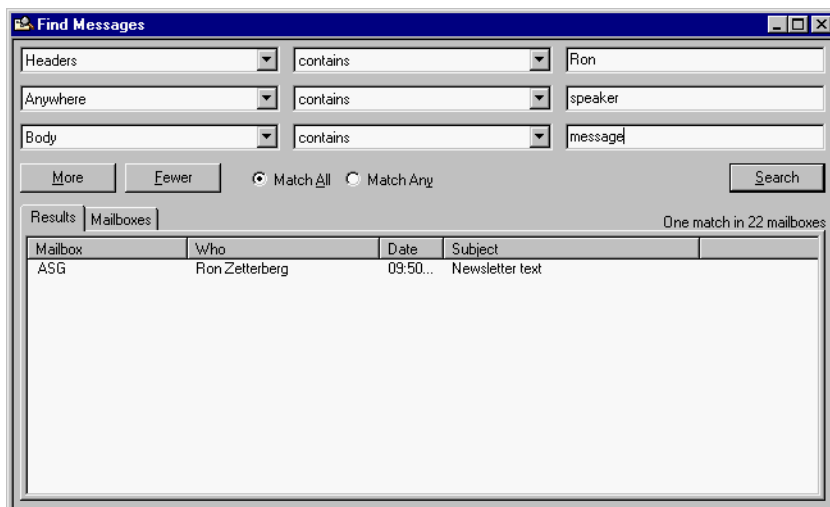 Find Messages
Headers contains Ron
Anywhere contains speaker
Body contains message
More Fewer Match All Match Any Search
Results Mailboxes One match in 22 mailboxes
Mailbox Who Date Subject
ASG Ron Zetterberg 09:50... Newsletter text